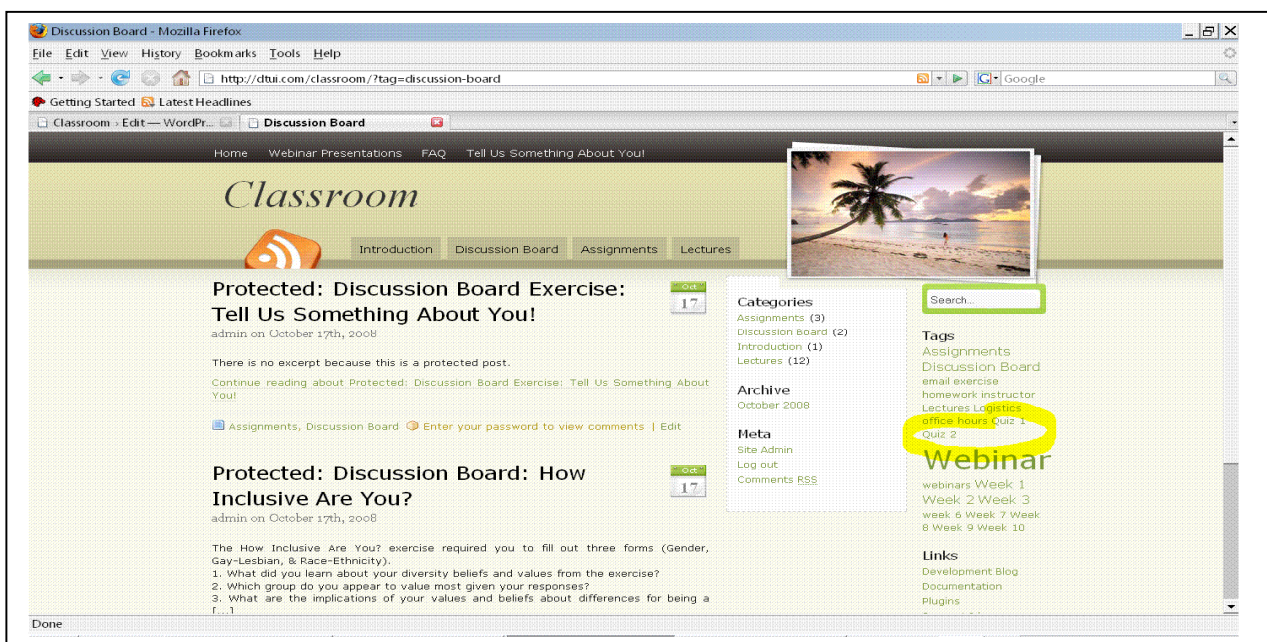 Discussion Board - Mozilla Firefox
File Edit View History Bookmarks Tools Help
http://dtui.com/classroom/?tag=discussion-board
Google
Getting Started Latest Headlines
Classroom › Edit — WordPr...
Discussion Board
Home Webinar Presentations FAQ Tell Us Something About You!
Classroom
Introduction Discussion Board Assignments Lectures
Protected: Discussion Board Exercise:
Tell Us Something About You!
Oct
17
admin on October 17th, 2008
There is no excerpt because this is a protected post.
Continue reading about Protected: Discussion Board Exercise: Tell Us Something About
You!
Assignments, Discussion Board Enter your password to view comments | Edit
Protected: Discussion Board: How
Inclusive Are You?
Oct
17
admin on October 17th, 2008
The How Inclusive Are You? exercise required you to fill out three forms (Gender,
Gay-Lesbian, & Race-Ethnicity).
1. What did you learn about your diversity beliefs and values from the exercise?
2. Which group do you appear to value most given your responses?
3. What are the implications of your values and beliefs about differences for being a
[...]
Categories
Assignments (3)
Discussion Board (2)
Introduction (1)
Lectures (12)
Archive
October 2008
Meta
Site Admin
Log out
Comments RSS
Search...
Tags
Assignments
Discussion Board
email exercise
homework instructor
Lectures Logistics
office hours Quiz 1
Quiz 2
Webinar
webinars Week 1
Week 2 Week 3
week 6 Week 7 Week
8 Week 9 Week 10
Links
Development Blog
Documentation
Plugins
Done